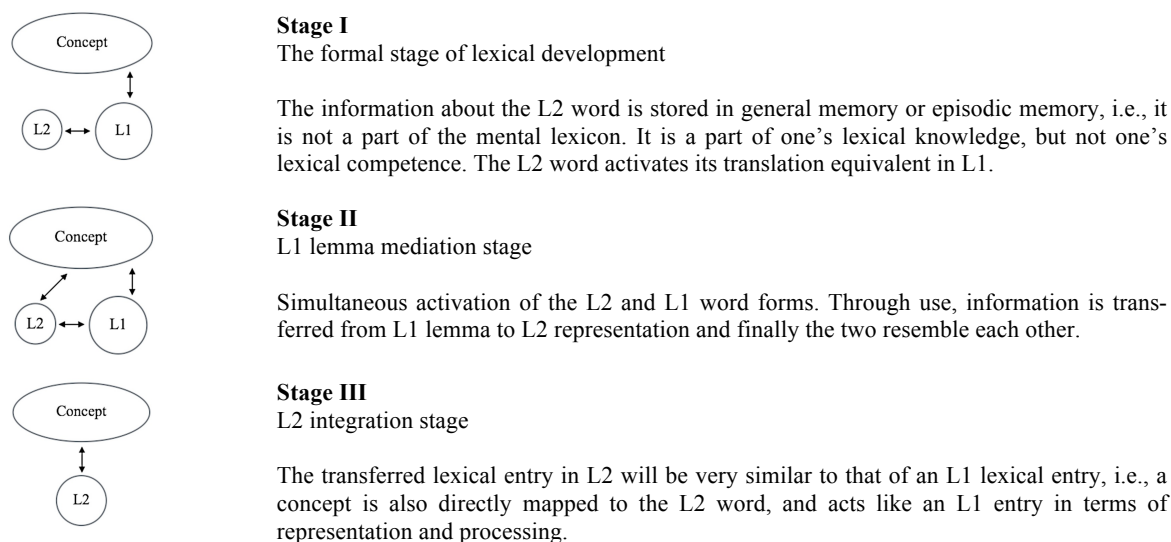 Concept
L2
L1
Stage I
The formal stage of lexical development
The information about the L2 word is stored in general memory or episodic memory, i.e., it
is not a part of the mental lexicon. It is a part of one's lexical knowledge, but not one's
lexical competence. The L2 word activates its translation equivalent in L1.
Concept
L2
L1
Stage II
L1 lemma mediation stage
Simultaneous activation of the L2 and L1 word forms. Through use, information is trans-
ferred from L1 lemma to L2 representation and finally the two resemble each other.
Concept
L2
Stage III
L2 integration stage
The transferred lexical entry in L2 will be very similar to that of an L1 lexical entry, i.e., a
concept is also directly mapped to the L2 word, and acts like an L1 entry in terms of
representation and processing.